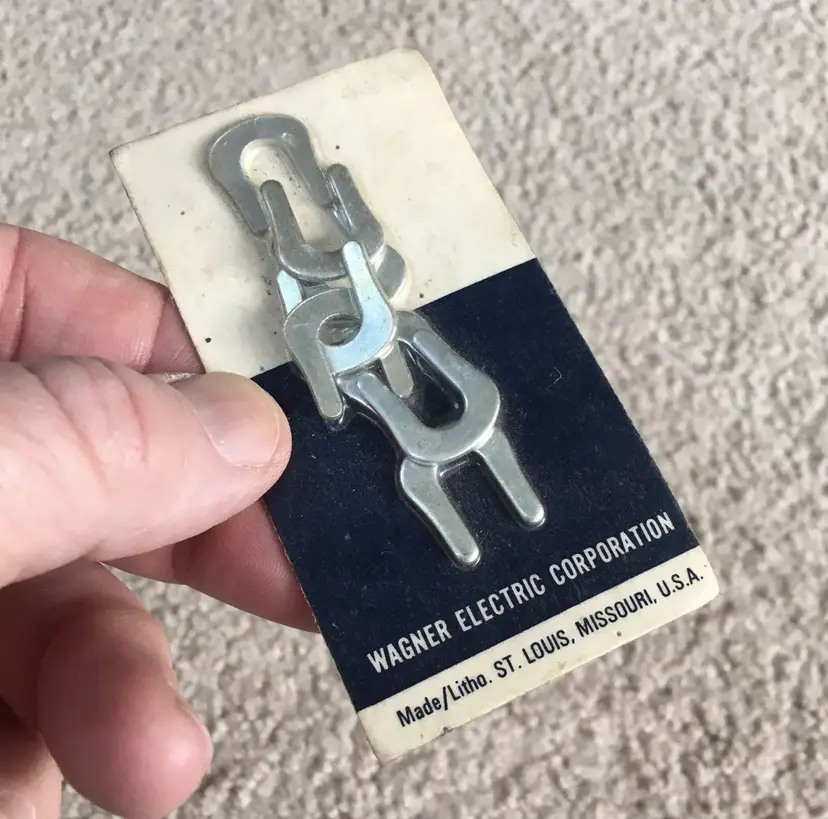 WAGNER ELECTRIC CORPORATION
Made/Litho. ST. LOUIS, MISSOURI, U.S.A.